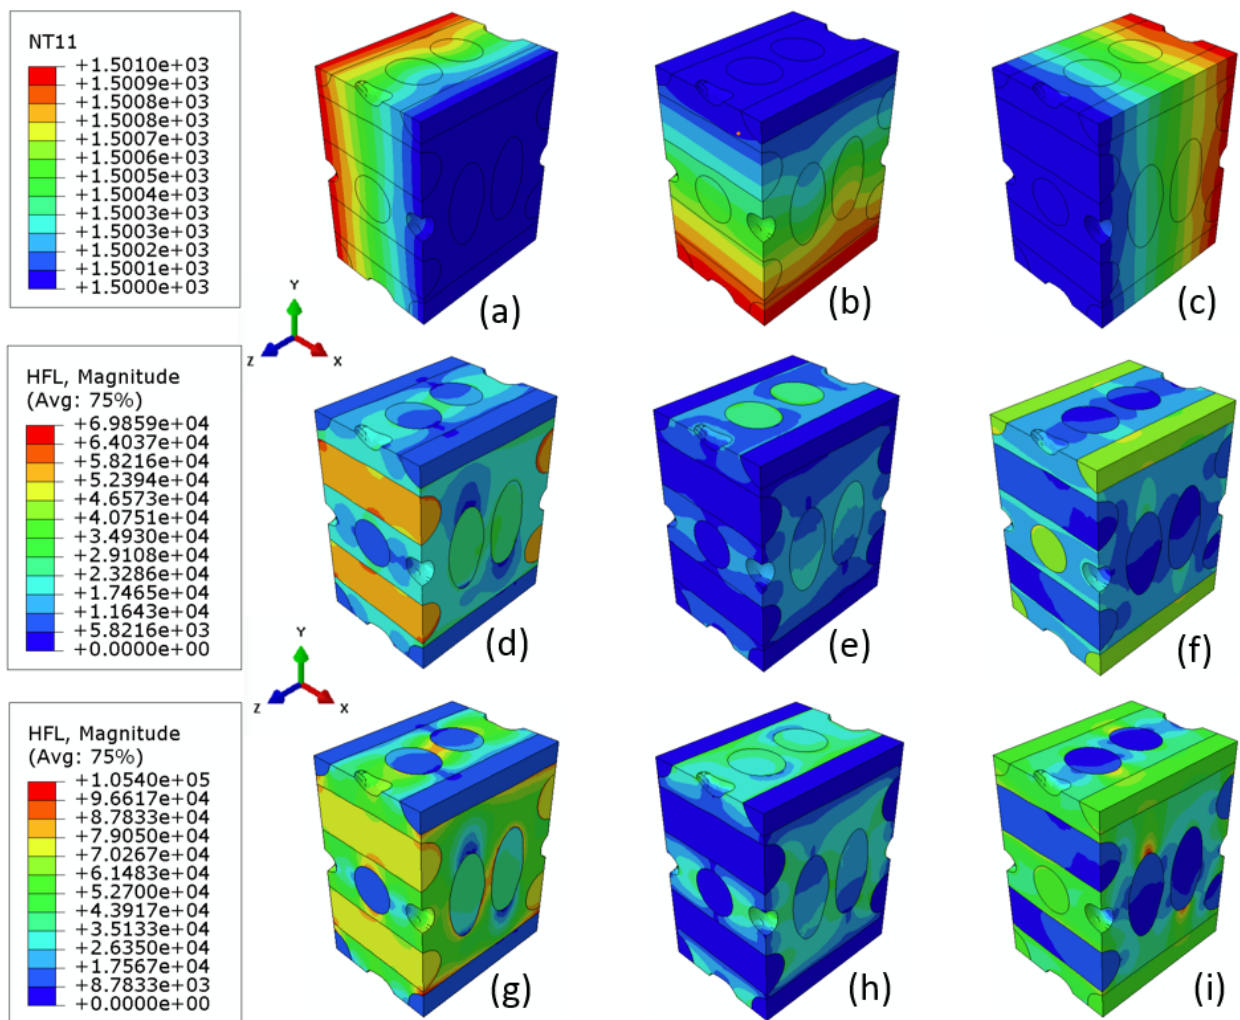 NT11
+1.5010e+03
+1.5009e+03
+1.5008e+03
+1.5008e+03
+1.5007e+03
+1.5006e+03
+1.5005e+03
+1.5004e+03
+1.5003e+03
+1.5003e+03
+1.5002e+03
+1.5001e+03
+1.5000e+03
(a)
(b)
(c)
Y
Z
X
HFL, Magnitude
(Avg: 75%)
+6.9859e+04
+6.4037e+04
+5.8216e+04
+5.2394e+04
+4.6573e+04
+4.0751e+04
+3.4930e+04
+2.9108e+04
+2.3286e+04
+1.7465e+04
+1.1643e+04
+5.8216e+03
+0.0000e+00
(d)
(e)
(f)
Y
Z
X
HFL, Magnitude
(Avg: 75%)
+1.0540e+05
+9.6617e+04
+8.7833e+04
+7.9050e+04
+7.0267e+04
+6.1483e+04
+5.2700e+04
+4.3917e+04
+3.5133e+04
+2.6350e+04
+1.7567e+04
+8.7833e+03
+0.0000e+00
(g)
(h)
(i)